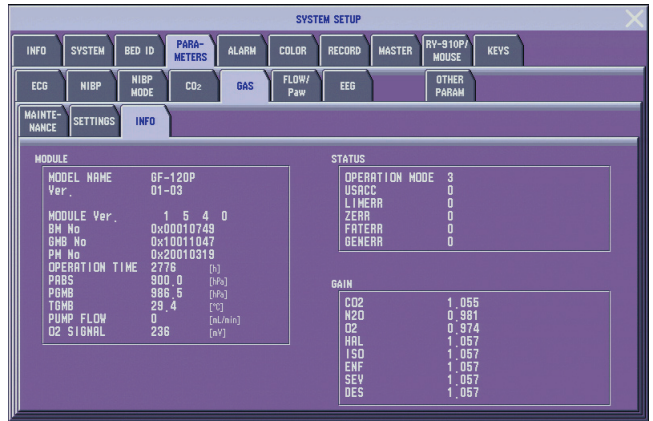 SYSTEM SETUP
INFO SYSTEM BED ID PARA-METERS ALARM COLOR RECORD MASTER RY-910P/MOUSE KEYS
ECG NIBP NIBP MODE CO2 GAS FLOW/Paw EEG OTHER PARAM
MAINTE-NANCE SETTINGS INFO
MODULE
MODEL NAME GF-120P
Ver. 01-03
MODULE Ver. 1 5 4 0
BM No 0x00010749
GMB No 0x10011047
PM No 0x20010319
OPERATION TIME 2776 [h]
PABS 900.0 [hPa]
PGMB 986.5 [hPa]
TGMB 29.4 [°C]
PUMP FLOW 0 [mL/min]
O2 SIGNAL 236 [mV]
STATUS
OPERATION MODE 3
USACC 0
LIMERR 0
ZERR 0
FATERR 0
GENERR 0
GAIN
CO2 1.055
N2O 0.981
O2 0.974
HAL 1.057
ISO 1.057
ENF 1.057
SEV 1.057
DES 1.057